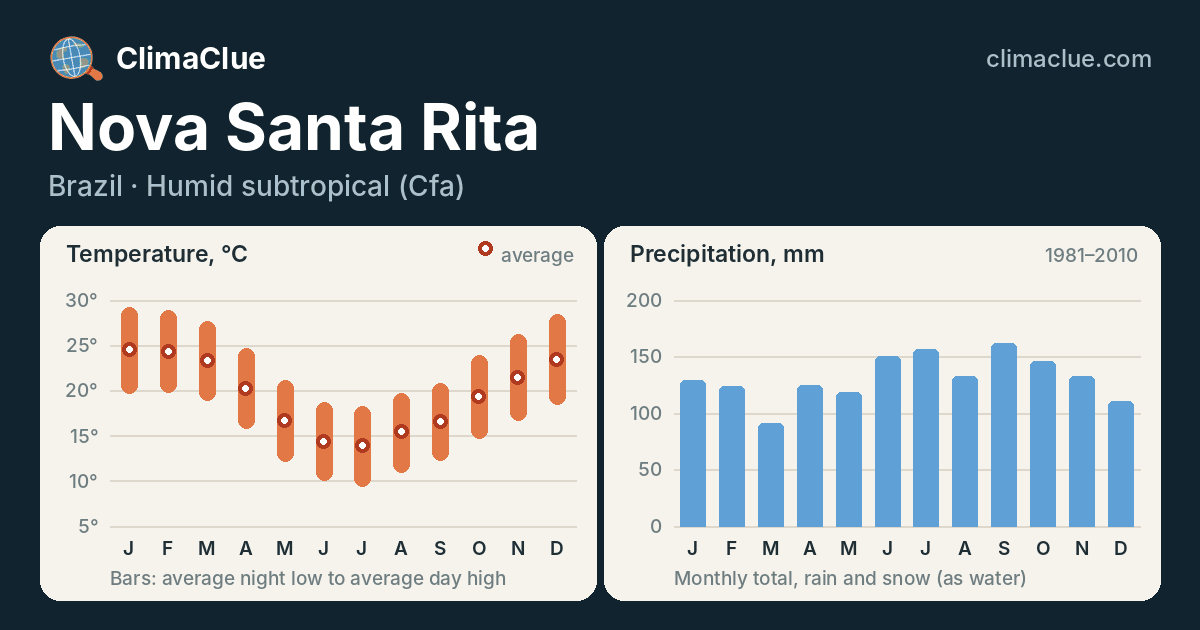 ClimaClue
climaclue.com
Nova Santa Rita
Brazil · Humid subtropical (Cfa)
Temperature, °C
average
30°
25°
20°
15°
10°
5°
J F M A M J J A S O N D
Bars: average night low to average day high
Precipitation, mm
1981–2010
200
150
100
50
0
J F M A M J J A S O N D
Monthly total, rain and snow (as water)